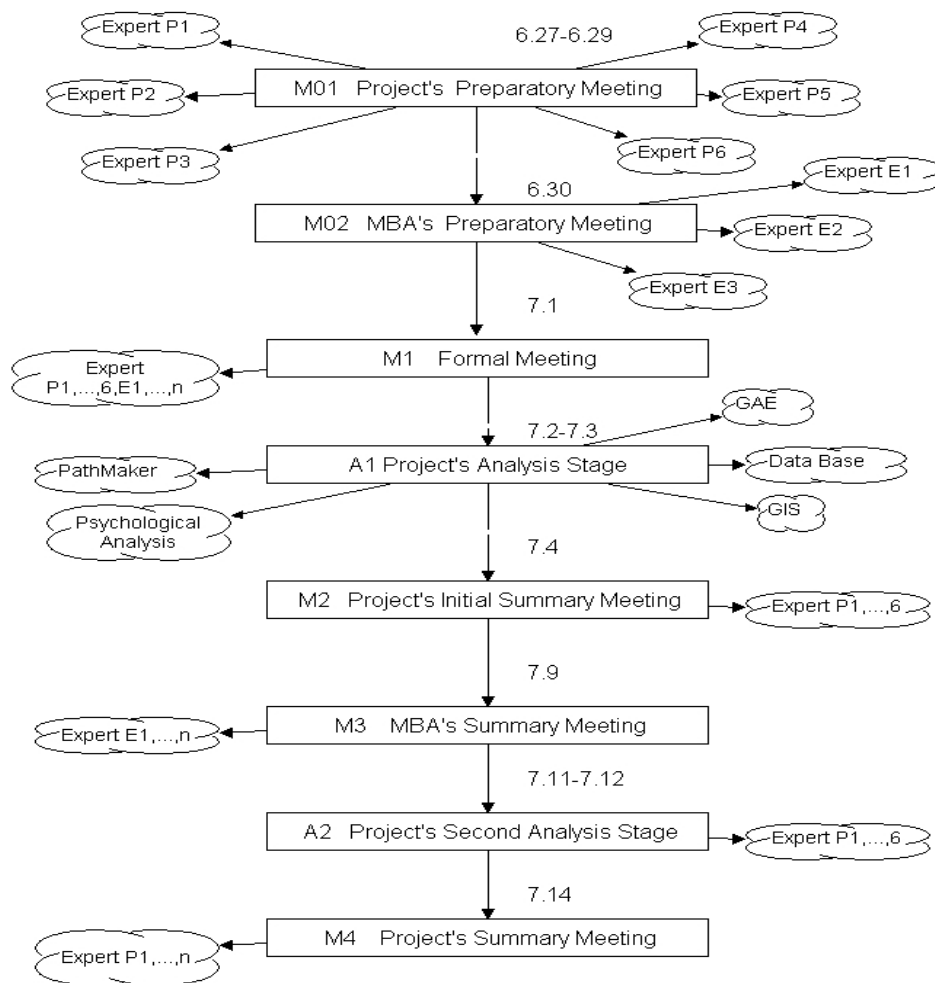 Expert P1
6.27-6.29
Expert P4
M01 Project's Preparatory Meeting
Expert P2
Expert P5
Expert P3
Expert P6
Expert E1
6.30
M02 MBA's Preparatory Meeting
Expert E2
Expert E3
7.1
M1 Formal Meeting
Expert
P1,...,6,E1,...,n
GAE
7.2-7.3
A1 Project's Analysis Stage
Data Base
PathMaker
GIS
Psychological
Analysis
7.4
M2 Project's Initial Summary Meeting
Expert P1,...,6
7.9
M3 MBA's Summary Meeting
Expert E1,...,n
7.11-7.12
A2 Project's Second Analysis Stage
Expert P1,...,6
7.14
M4 Project's Summary Meeting
Expert P1,...,n